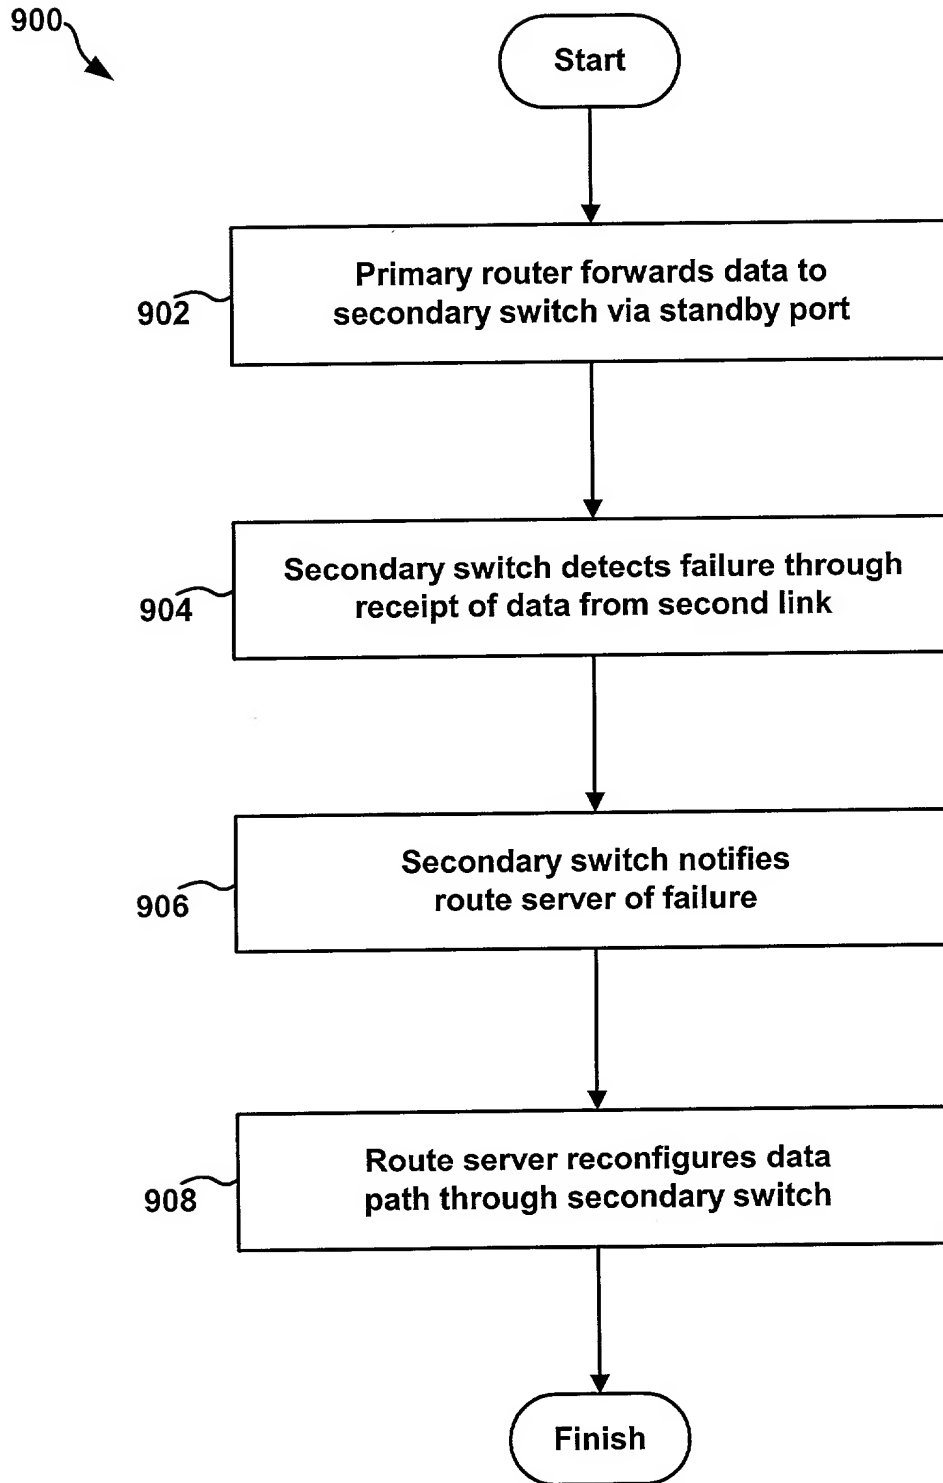 900
Start
Primary router forwards data to
secondary switch via standby port
902
Secondary switch detects failure through
receipt of data from second link
904
Secondary switch notifies
route server of failure
906
Route server reconfigures data
path through secondary switch
908
Finish